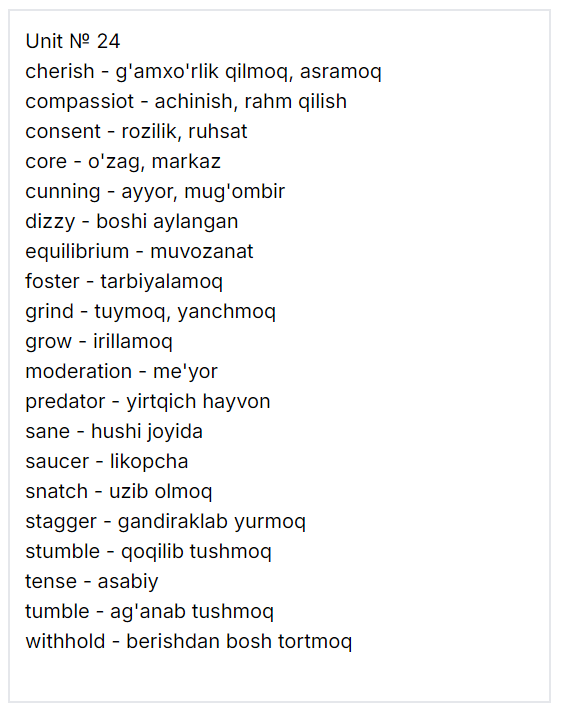 Unit № 24
cherish - g'amxo'rlik qilmoq, asramoq
compassiot - achinish, rahm qilish
consent - rozilik, ruhsat
core - o'zag, markaz
cunning - ayyor, mug'ombir
dizzy - boshi aylangan
equilibrium - muvozanat
foster - tarbiyalamoq
grind - tuymoq, yanchmoq
grow - irillamoq
moderation - me'yor
predator - yirtqich hayvon
sane - hushi joyida
saucer - likopcha
snatch - uzib olmoq
stagger - gandiraklab yurmoq
stumble - qoqilib tushmoq
tense - asabiy
tumble - ag'anab tushmoq
withhold - berishdan bosh tortmoq